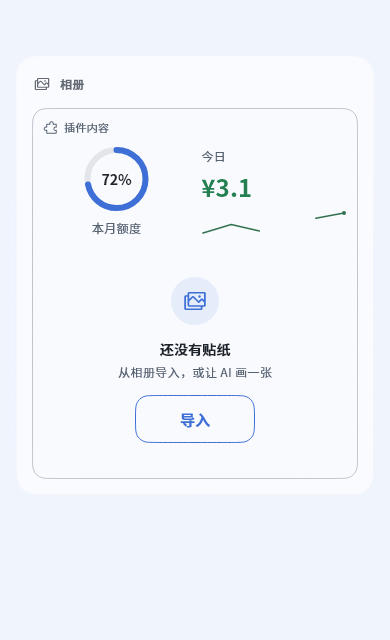 相册
插件内容
72%
本月额度
今日
¥3.1
还没有贴纸
从相册导入，或让 AI 画一张
导入